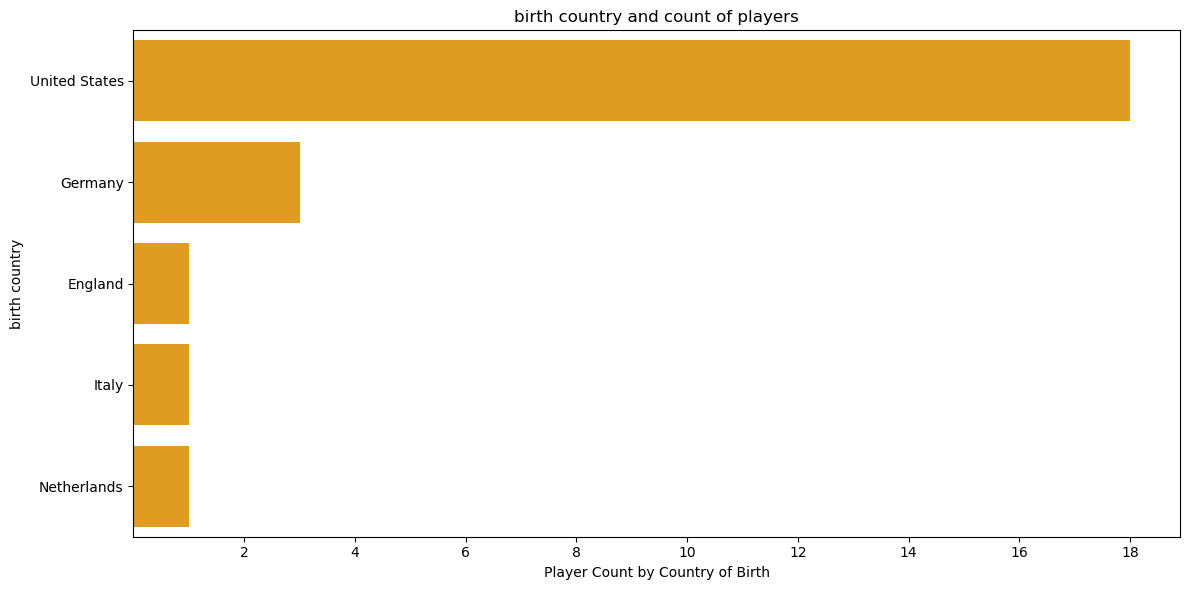 birth country and count of players
birth country
United States
Germany
England
Italy
Netherlands
2 4 6 8 10 12 14 16 18
Player Count by Country of Birth